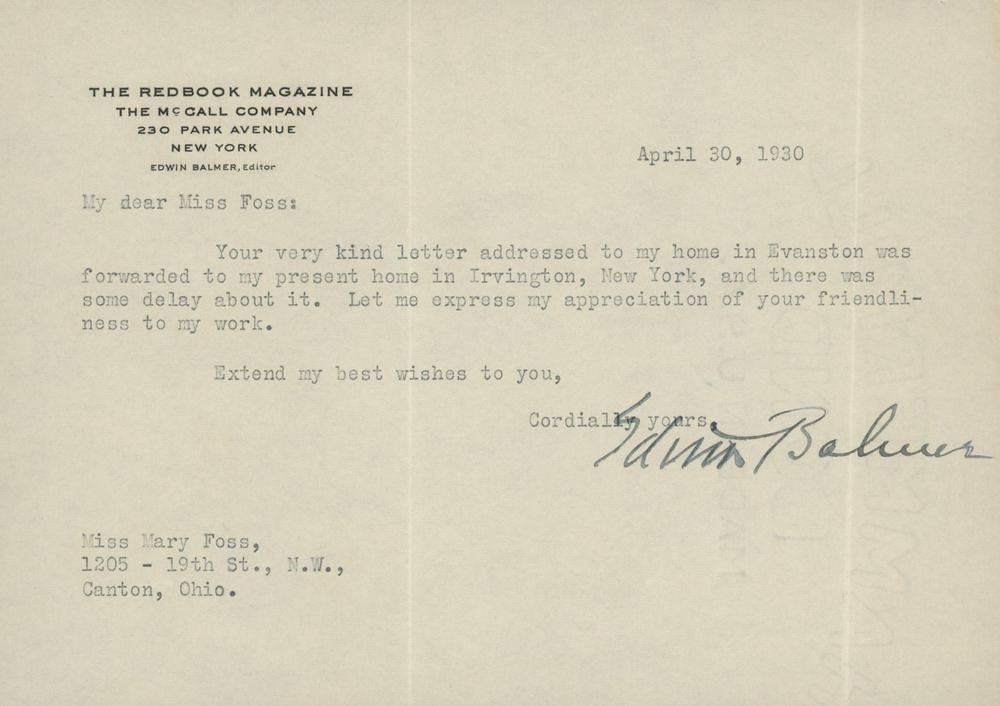 THE REDBOOK MAGAZINE
THE McCALL COMPANY
230 PARK AVENUE
NEW YORK
EDWIN BALMER, Editor
April 30, 1930
My dear Miss Foss:
Your very kind letter addressed to my home in Evanston was
forwarded to my present home in Irvington, New York, and there was
some delay about it. Let me express my appreciation of your friendli-
ness to my work.
Extend my best wishes to you,
Cordially yours,
Edwin Balmer
Miss Mary Foss,
1205 - 19th St., N.W.,
Canton, Ohio.